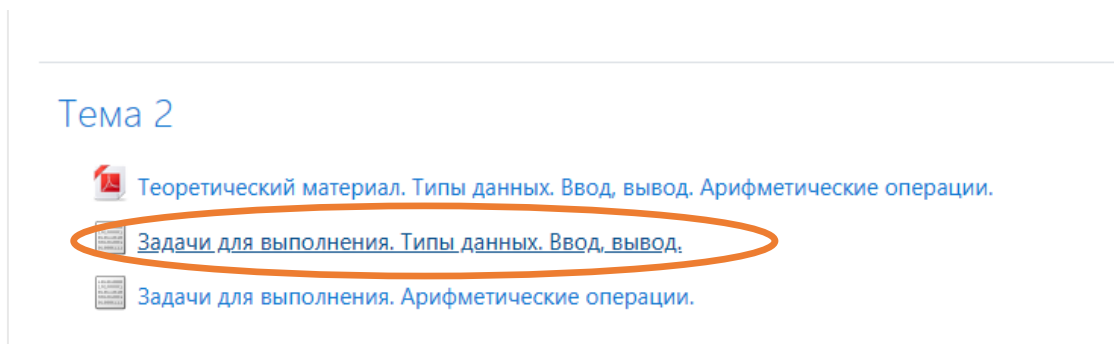 Тема 2
Теоретический материал. Типы данных. Ввод, вывод. Арифметические операции.
Задачи для выполнения. Типы данных. Ввод, вывод.
Задачи для выполнения. Арифметические операции.